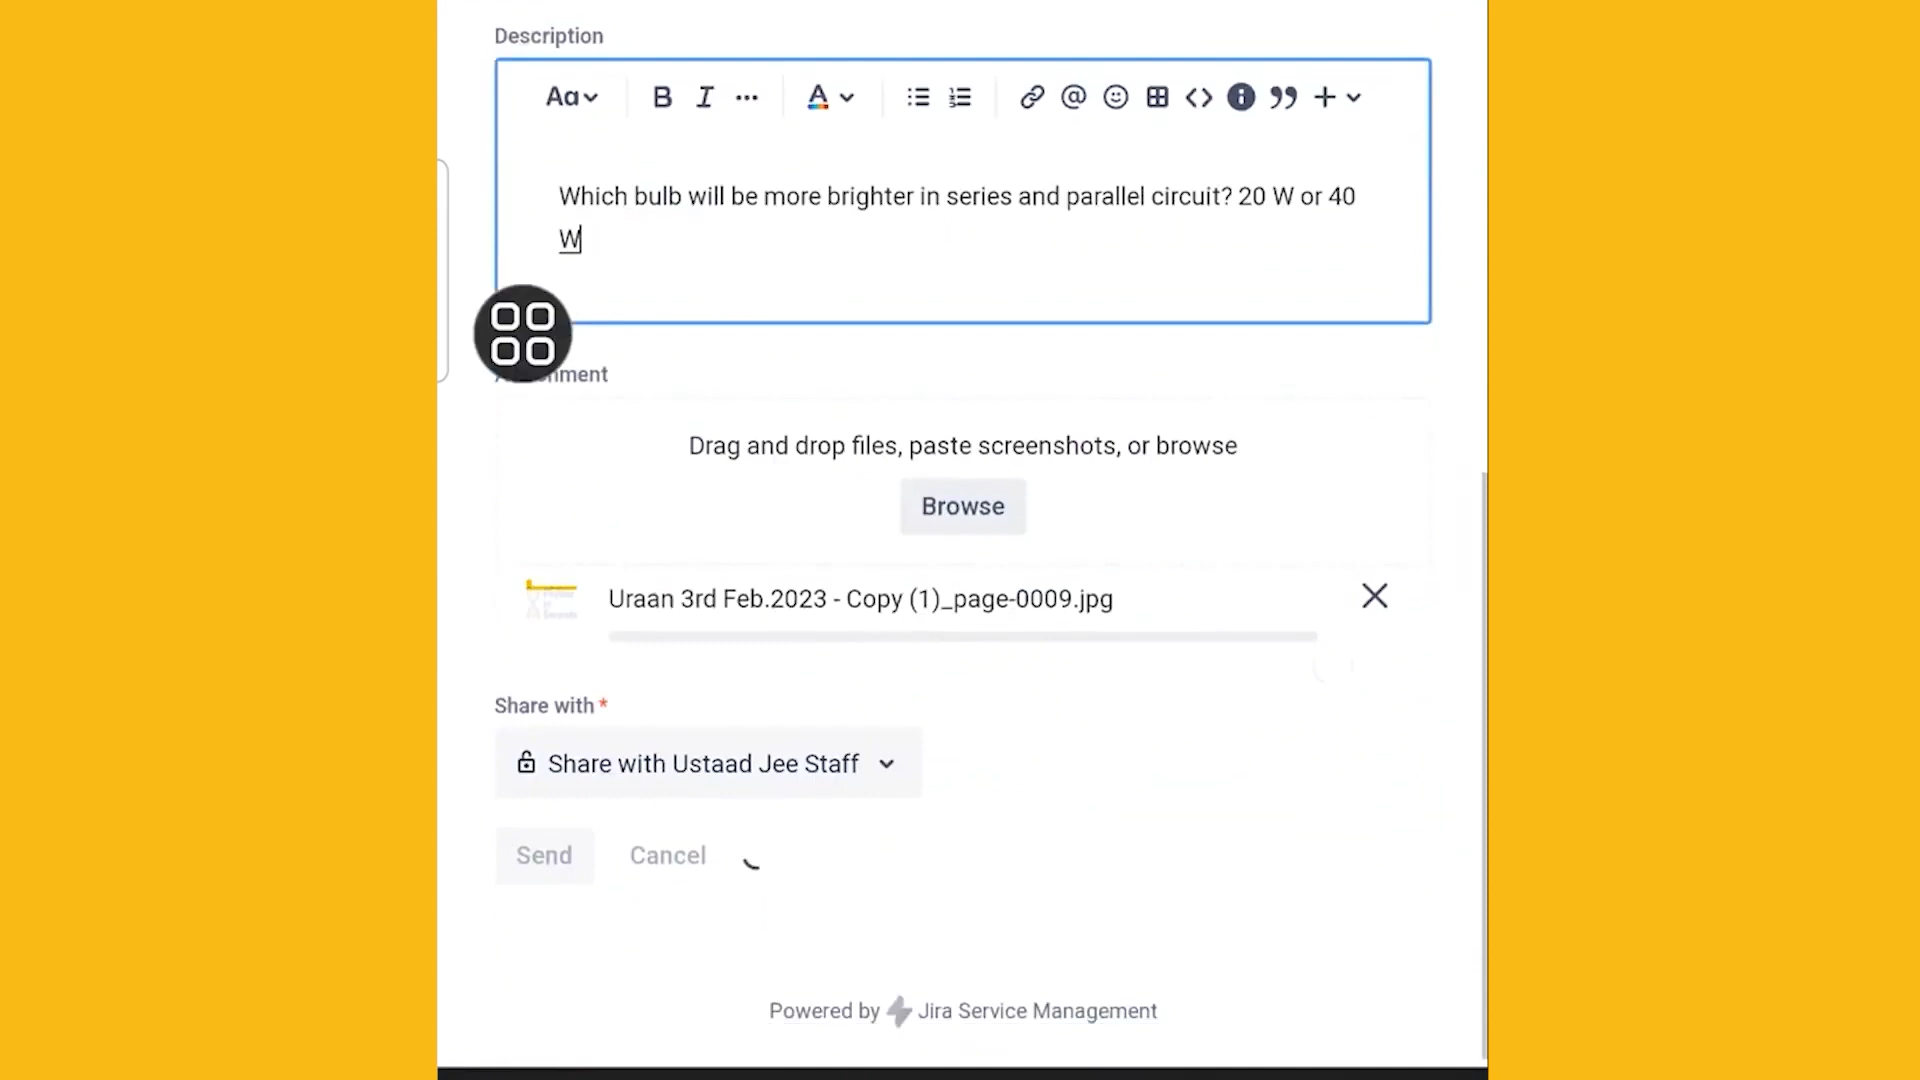 Description
Aa
B I
A
@
Which bulb will be more brighter in series and parallel circuit? 20 W or 40
W
Drag and drop files, paste screenshots, or browse
Browse
Uraan 3rd Feb.2023 - Copy (1)_page-0009.jpg
Share with *
Share with Ustaad Jee Staff
Send Cancel
Powered by Jira Service Management